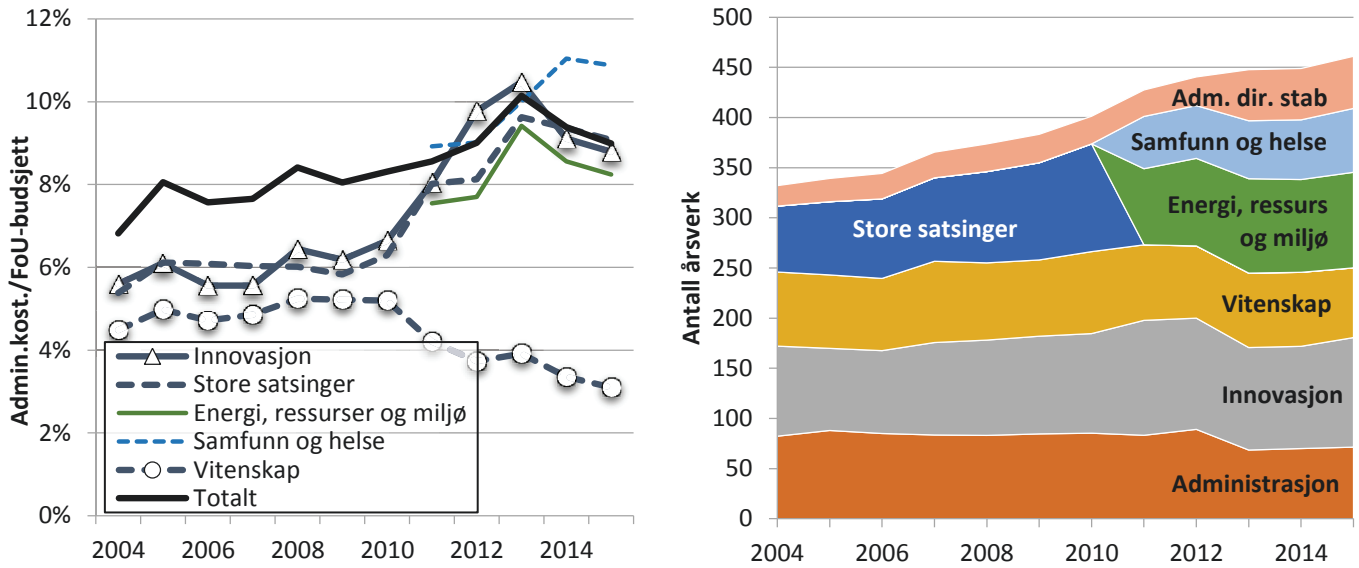 Admin.kost./FoU-budsjett
12%
10%
8%
6%
4%
2%
0%
Innovasjon
Store satsinger
Energi, ressurser og miljø
Samfunn og helse
Vitenskap
Totalt
2004
2006
2008
2010
2012
2014
Antall årsverk
500
450
400
350
300
250
200
150
100
50
0
Adm. dir. stab
Samfunn og helse
Store satsinger
Energi, ressurs
og miljø
Vitenskap
Innovasjon
Administrasjon
2004
2006
2008
2010
2012
2014